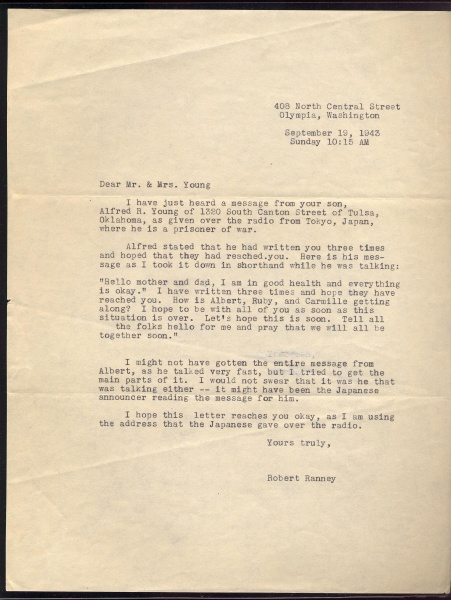 408 North Central Street
Olympia, Washington
September 19, 1943
Sunday 10:15 AM
Dear Mr. & Mrs. Young
I have just heard a message from your son,
Alfred R. Young of 1320 South Canton Street of Tulsa,
Oklahoma, as given over the radio from Tokyo, Japan,
where he is a prisoner of war.
Alfred stated that he had written you three times
and hoped that they had reached.you. Here is his mes-
sage as I took it down in shorthand while he was talking:
"Hello mother and dad, I am in good health and everything
is okay." I have written three times and hope they have
reached you. How is Albert, Ruby, and Carmille getting
along? I hope to be with all of you as soon as this
situation is over. Let's hope this is soon. Tell all
the folks hello for me and pray that we will all be
together soon."
I might not have gotten the entire message from
Albert, as he talked very fast, but I tried to get the
main parts of it. I would not swear that it was he that
was talking either -- it might have been the Japanese
announcer reading the message for him.
I hope this letter reaches you okay, as I am using
the address that the Japanese gave over the radio.
Yours truly,
Robert Ranney